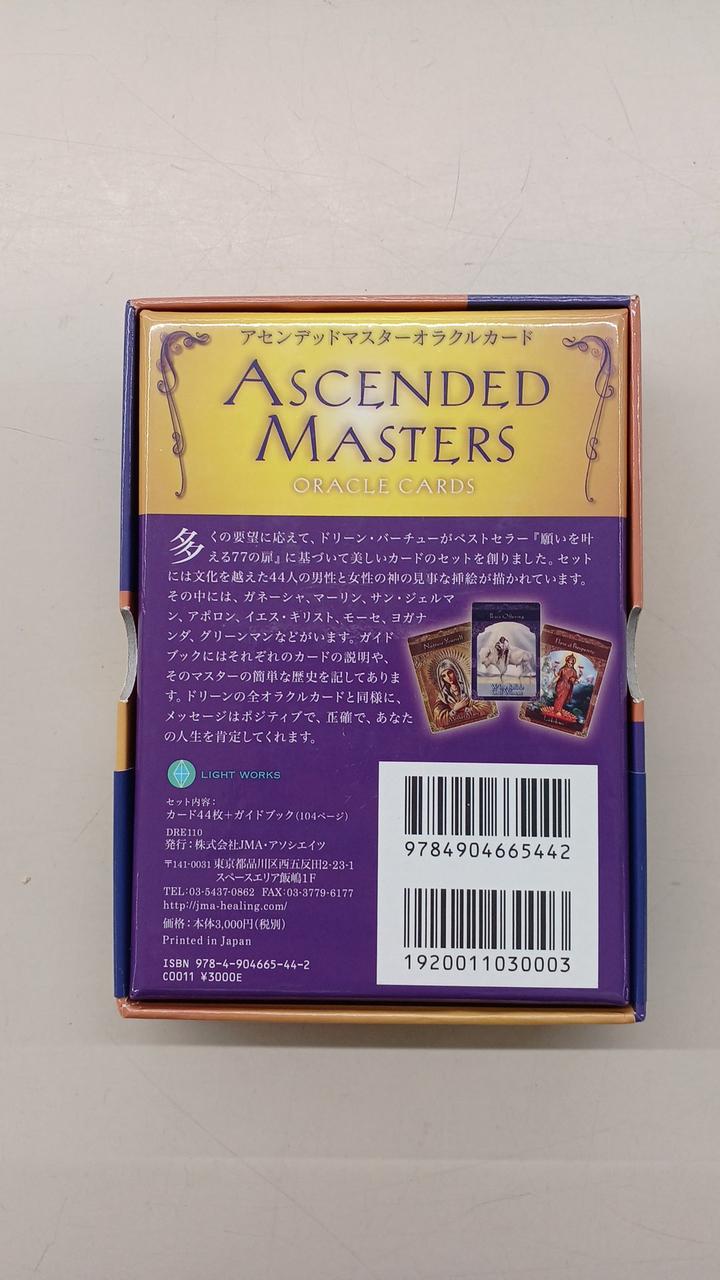 アセンデッドマスターオラクルカード
ASCENDED
MASTERS
ORACLE CARDS
多くの要望に応えて、ドリーン・バーチューがベストセラー『願いを叶
える77の扉』に基づいて美しいカードのセットを創りました。セット
には文化を越えた44人の男性と女性の神の見事な挿絵が描かれています。
その中には、ガネーシャ、マーリン、サン・ジェルマ
ン、アポロン、イエス・キリスト、モーセ、ヨガナ
ンダ、グリーンマンなどがいます。ガイド
ブックにはそれぞれのカードの説明や、
そのマスターの簡単な歴史を記してありま
す。ドリーンの全オラクルカードと同様に、
メッセージはポジティブで、正確で、あなた
の人生を肯定してくれます。
Nurture Yourself
Peace Offering
White Buffalo
Calf Woman
Lakshmi
LIGHT WORKS
セット内容:
カード44枚+ガイドブック(104ページ)
DRE110
発行:株式会社JMA・アソシエイツ
〒141-0031 東京都品川区西五反田2-23-1
スペースエリア飯嶋1F
TEL:03-5437-0862 FAX:03-3779-6177
http://jma-healing.com/
価格:本体3,000円(税別)
Printed in Japan
ISBN 978-4-904665-44-2
C0011 ¥3000E
9784904665442
1920011030003